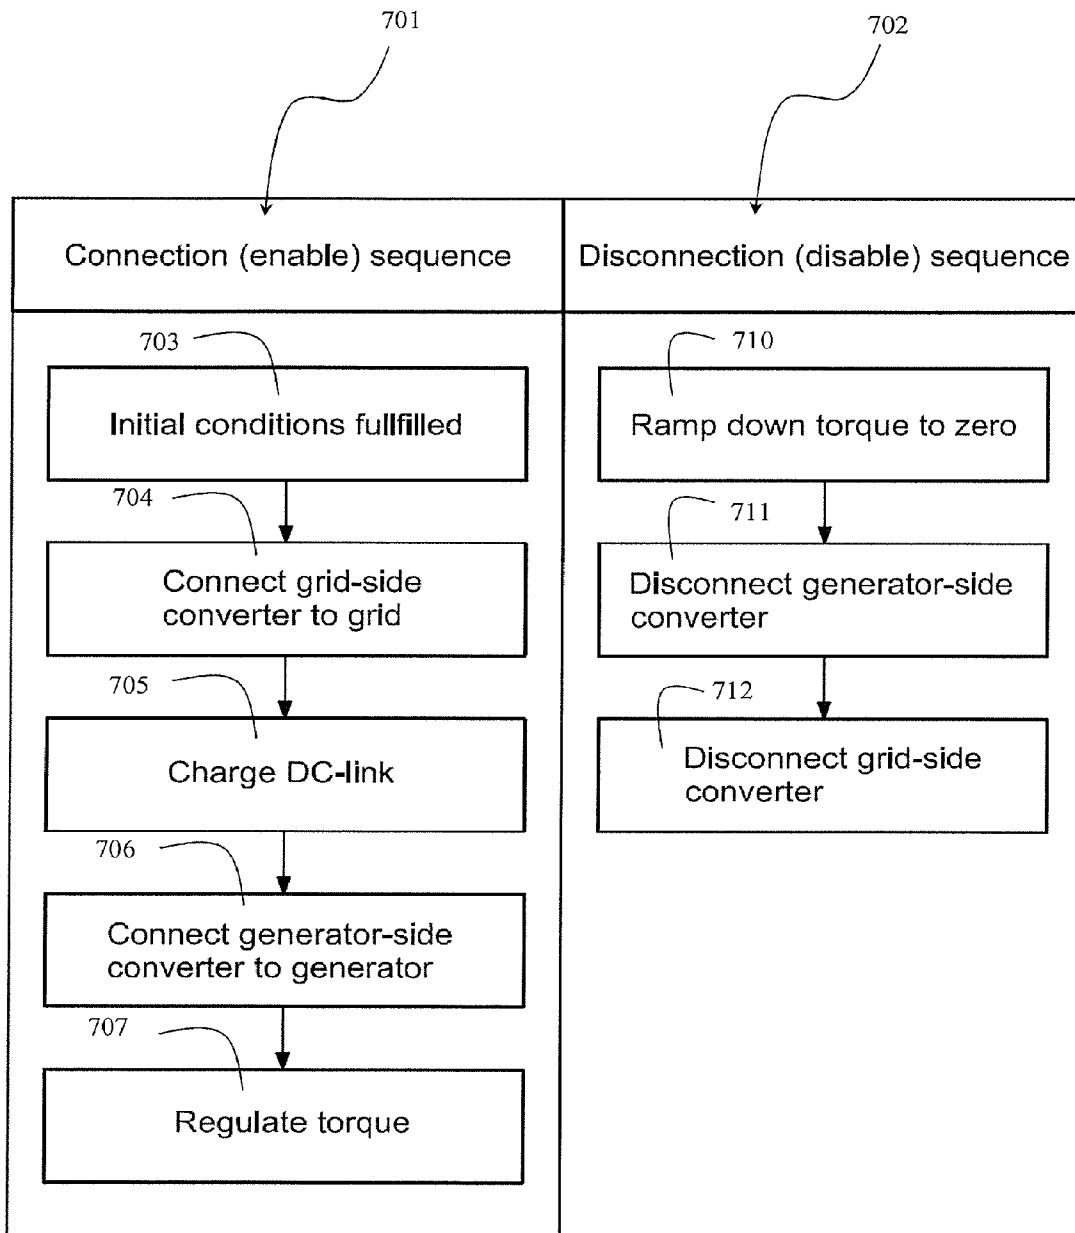 701
702
Connection (enable) sequence
Disconnection (disable) sequence
703
Initial conditions fullfilled
704
Connect grid-side
converter to grid
705
Charge DC-link
706
Connect generator-side
converter to generator
707
Regulate torque
710
Ramp down torque to zero
711
Disconnect generator-side
converter
712
Disconnect grid-side
converter